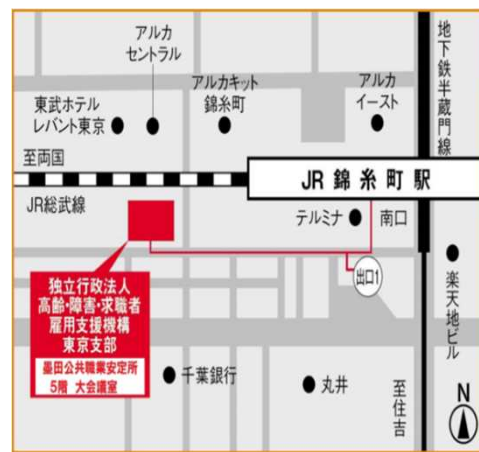 アルカ
セントラル
東武ホテル
レバント東京
アルカキット
錦糸町
アルカ
イースト
地下鉄半蔵門線
至両国
JR錦糸町駅
JR総武線
テルミナ
南口
出口1
楽天地ビル
独立行政法人
高齢・障害・求職者
雇用支援機構
東京支部
墨田公共職業安定所
5階 大会議室
千葉銀行
丸井
至住吉
N